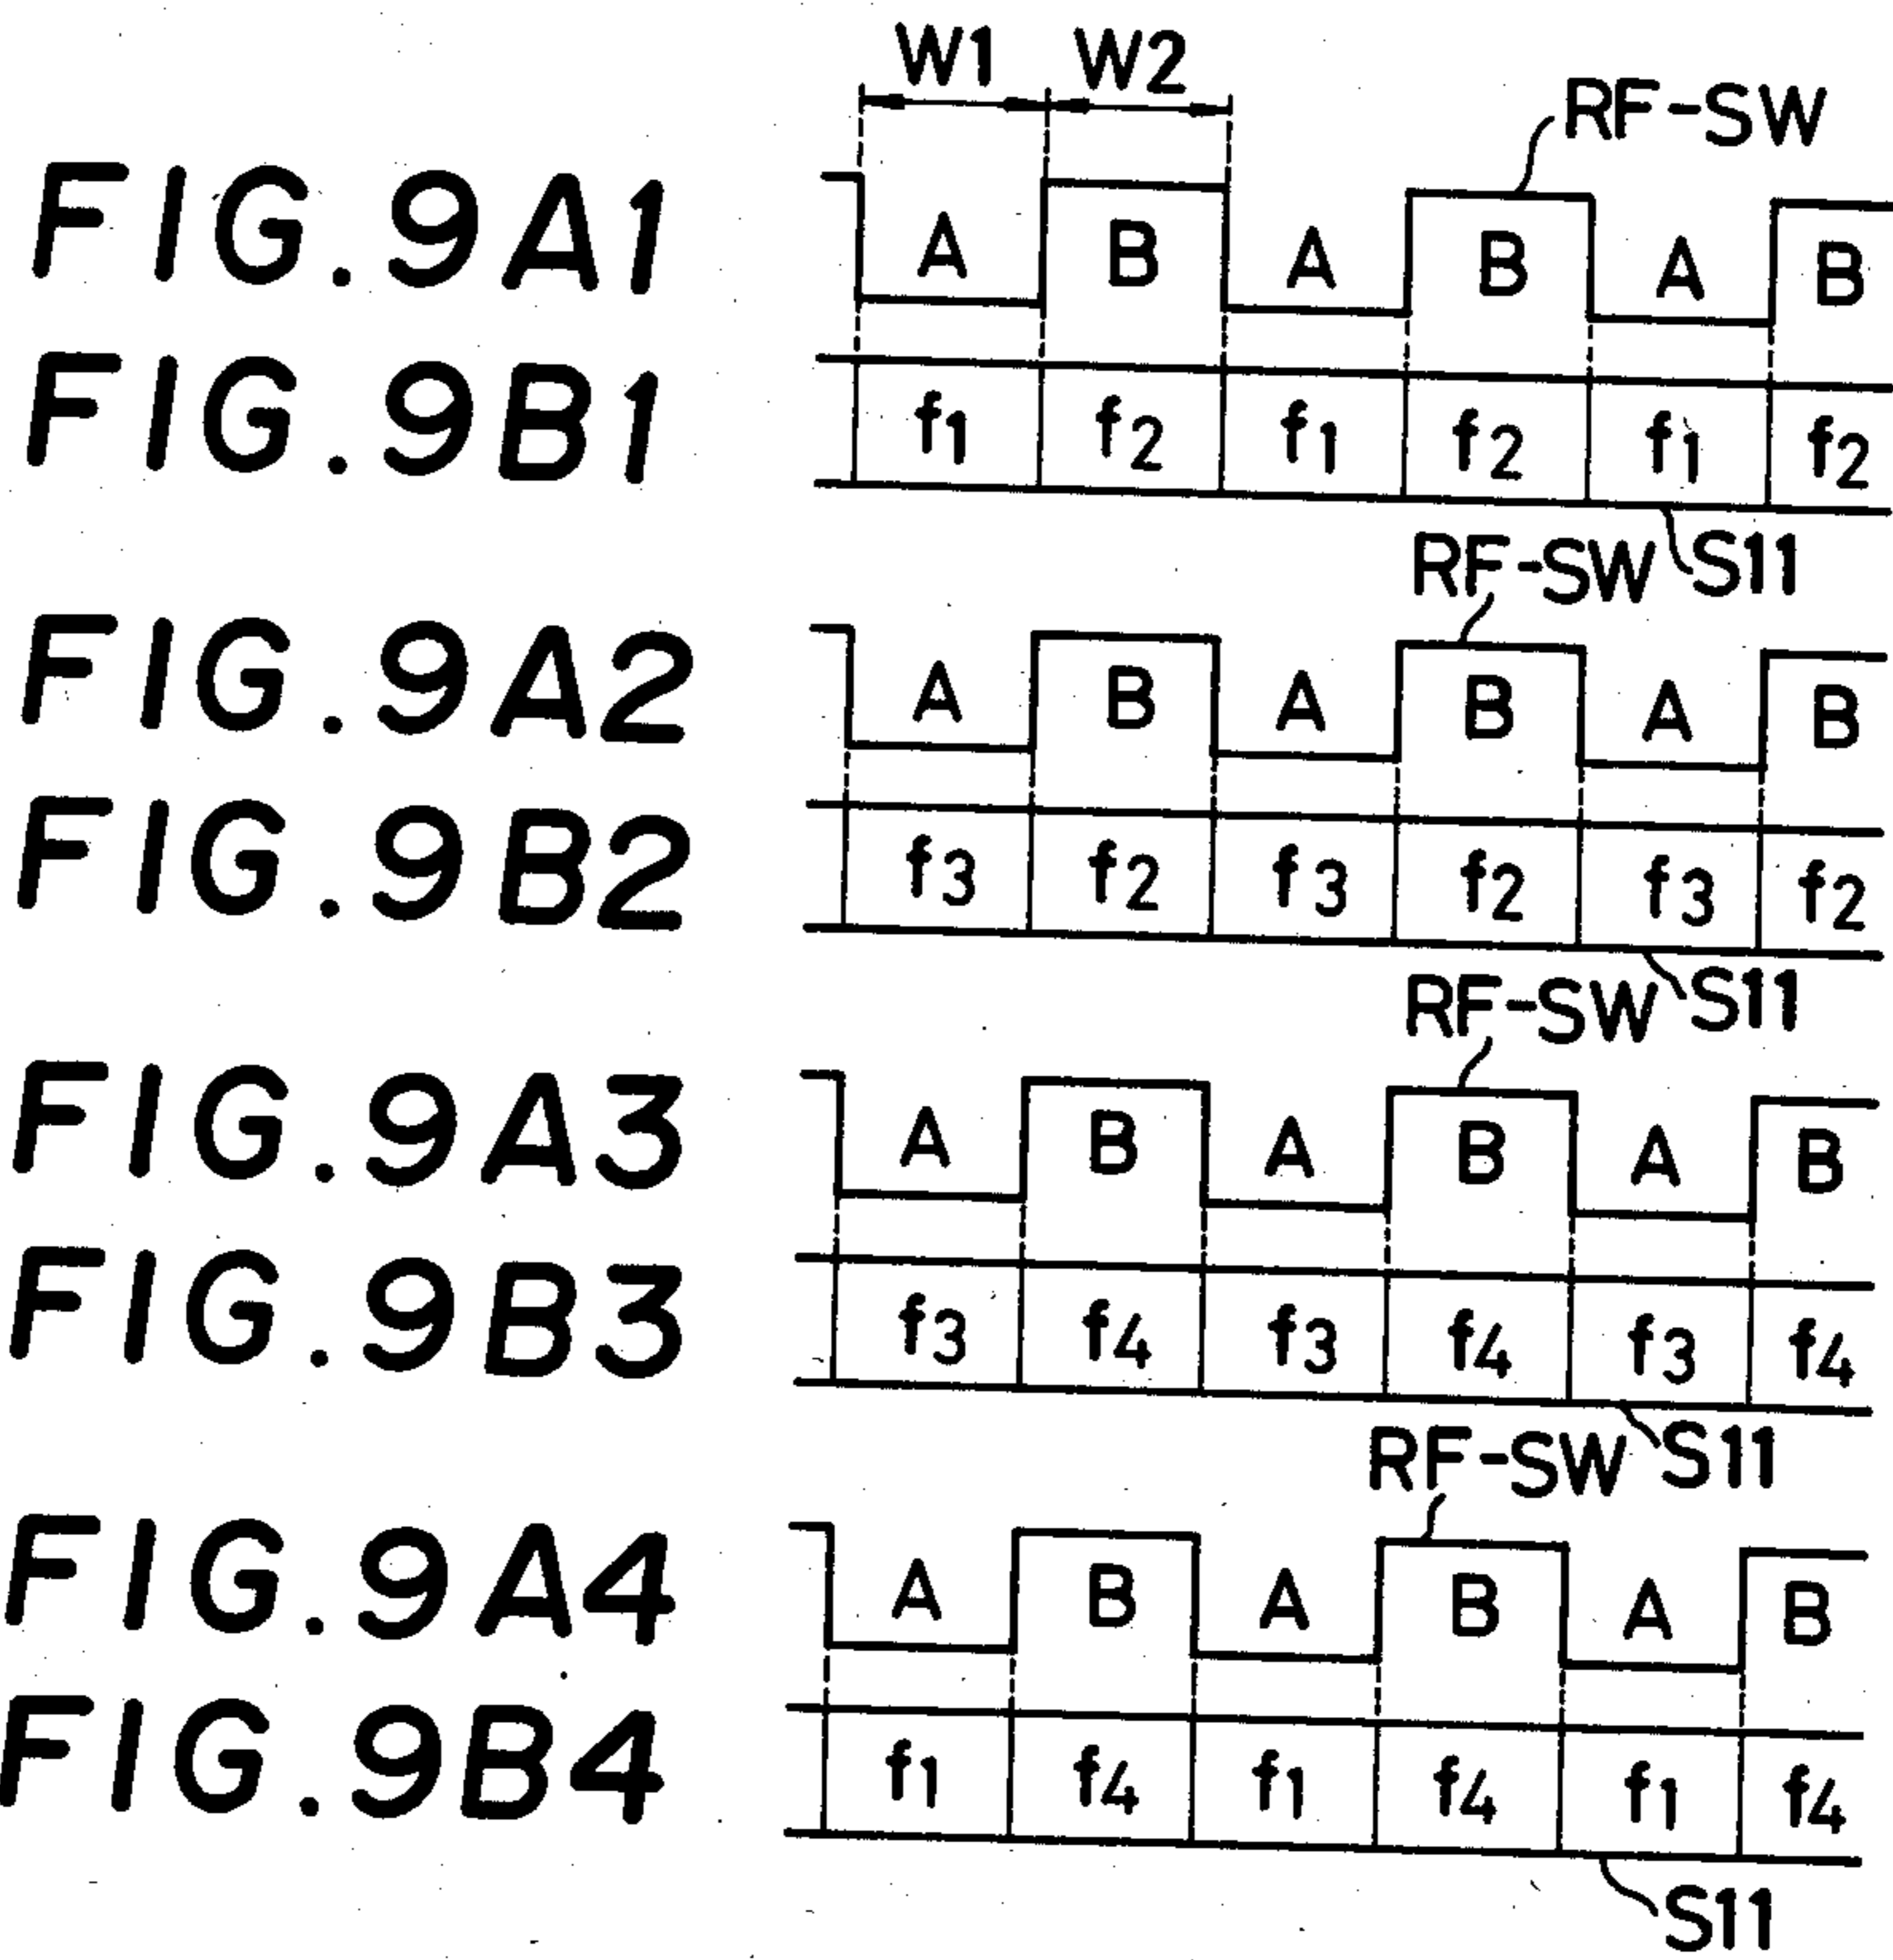 W1 W2
RF-SW
FIG.9A1 A B A B A B
FIG.9B1 f1 f2 f1 f2 f1 f2
RF-SW S11
FIG.9A2 A B A B A B
FIG.9B2 f3 f2 f3 f2 f3 f2
RF-SW S11
FIG.9A3 A B A B A B
FIG.9B3 f3 f4 f3 f4 f3 f4
RF-SW S11
FIG.9A4 A B A B A B
FIG.9B4 f1 f4 f1 f4 f1 f4
S11